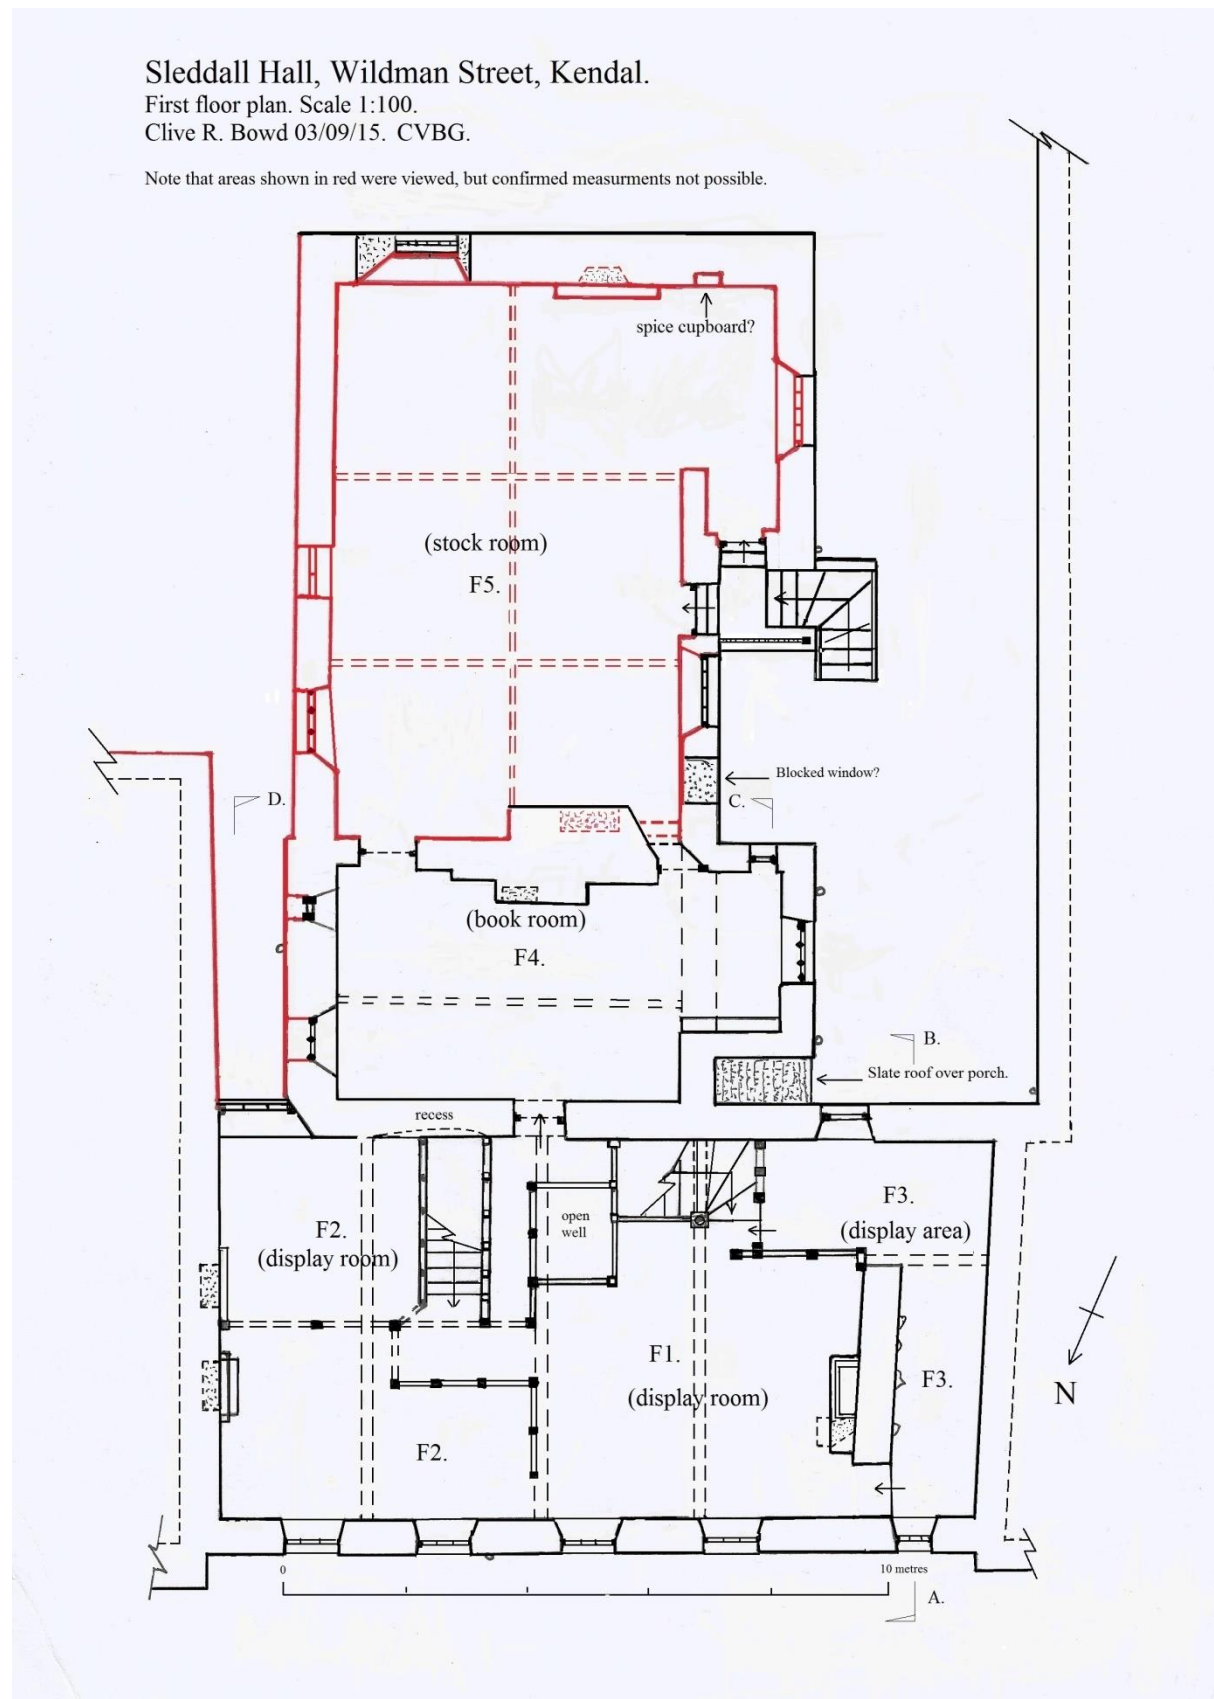 Sleddall Hall, Wildman Street, Kendal.
First floor plan. Scale 1:100.
Clive R. Bowd 03/09/15. CVBG.
Note that areas shown in red were viewed, but confirmed measurments not possible.
spice cupboard?
(stock room)
F5.
Blocked window?
D.
C.
(book room)
F4.
B.
Slate roof over porch.
recess
F2.
(display room)
open
well
F3.
(display area)
F1.
(display room)
F3.
N
F2.
0
10 metres
A.